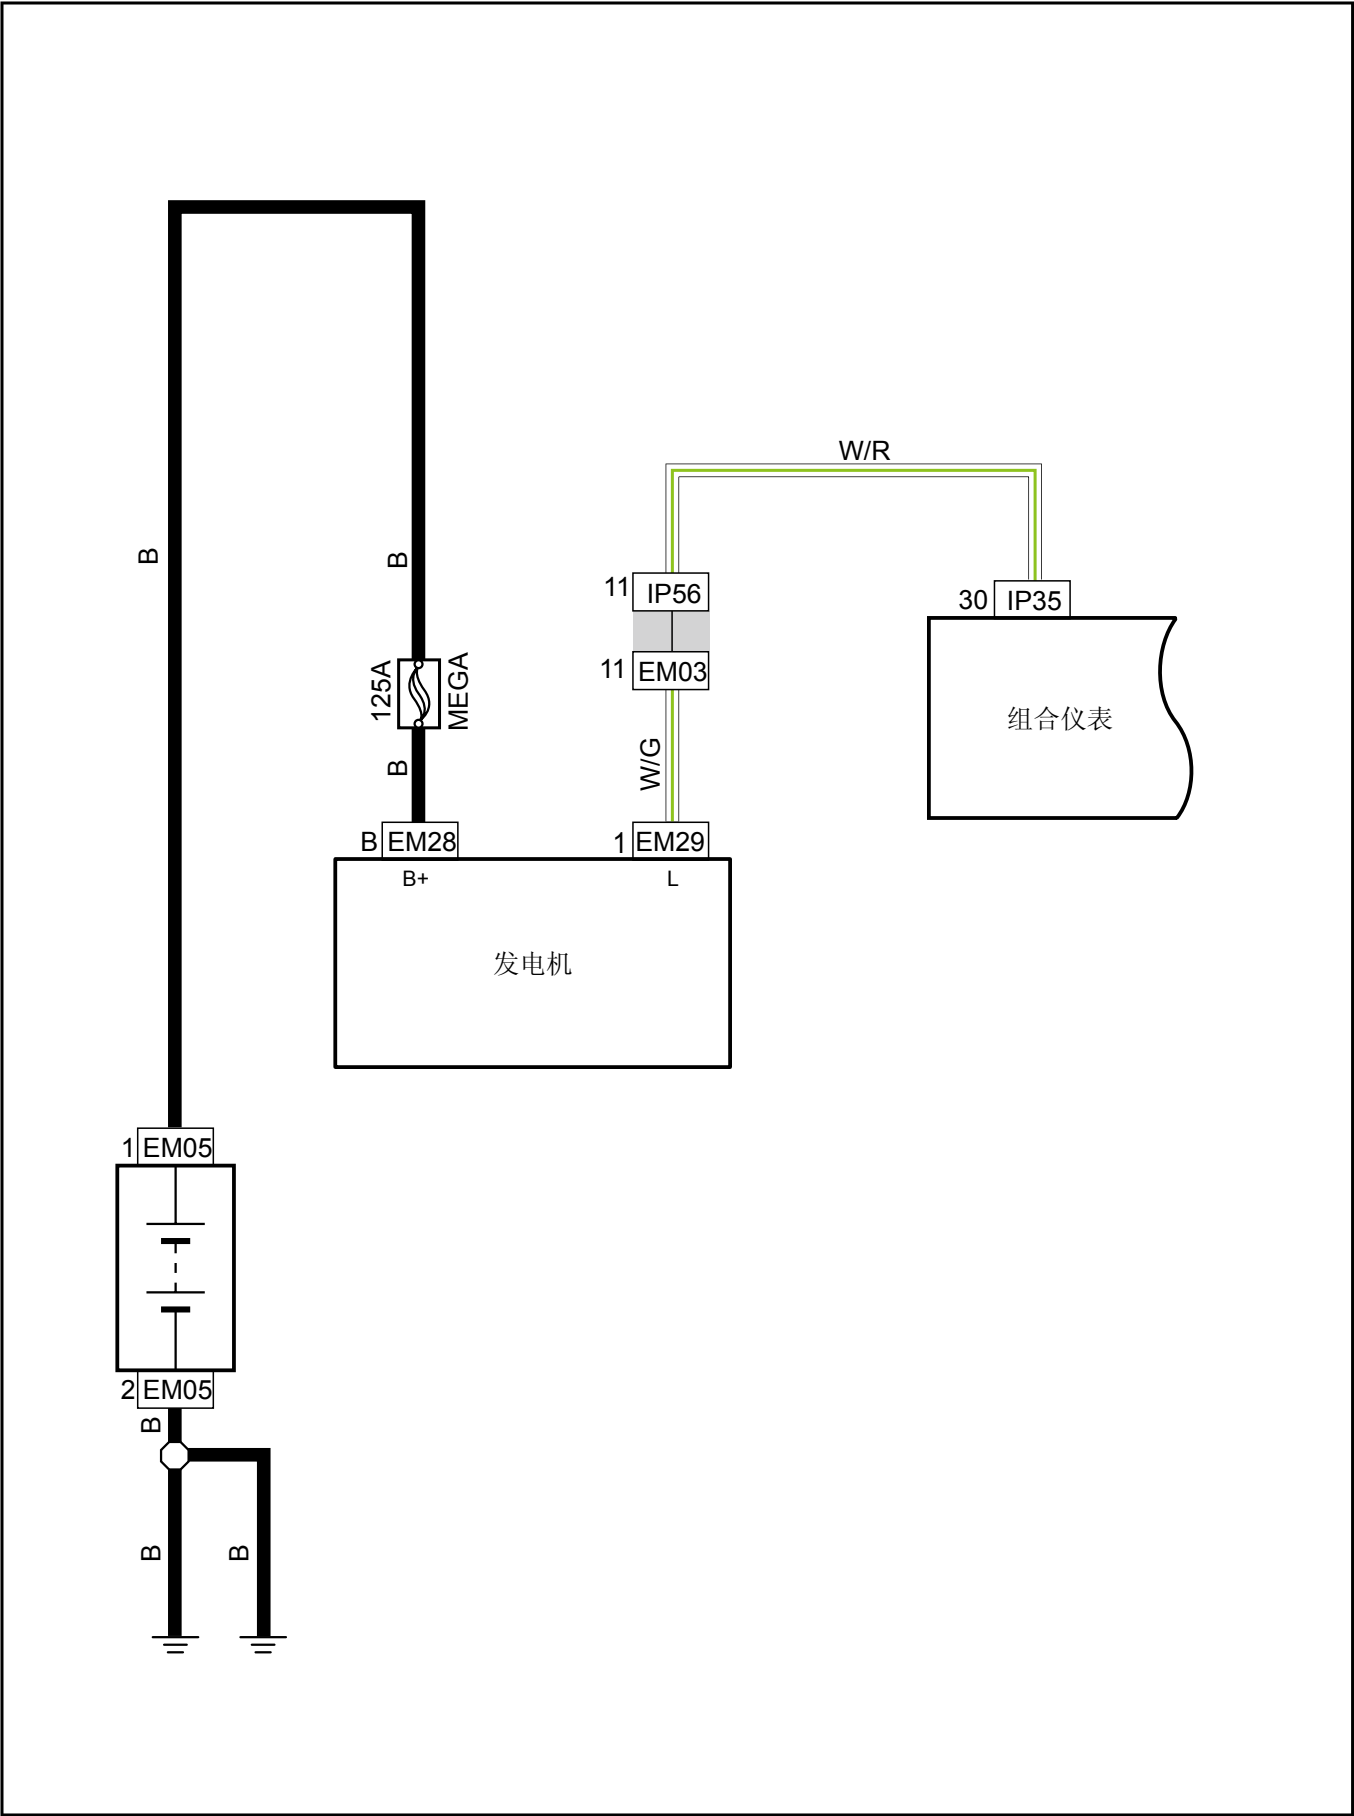 W/R
B
B
11 IP56
30 IP35
125A
MEGA
11 EM03
组合仪表
W/G
B
B EM28
1 EM29
B+
L
发电机
1 EM05
2 EM05
B
B
B